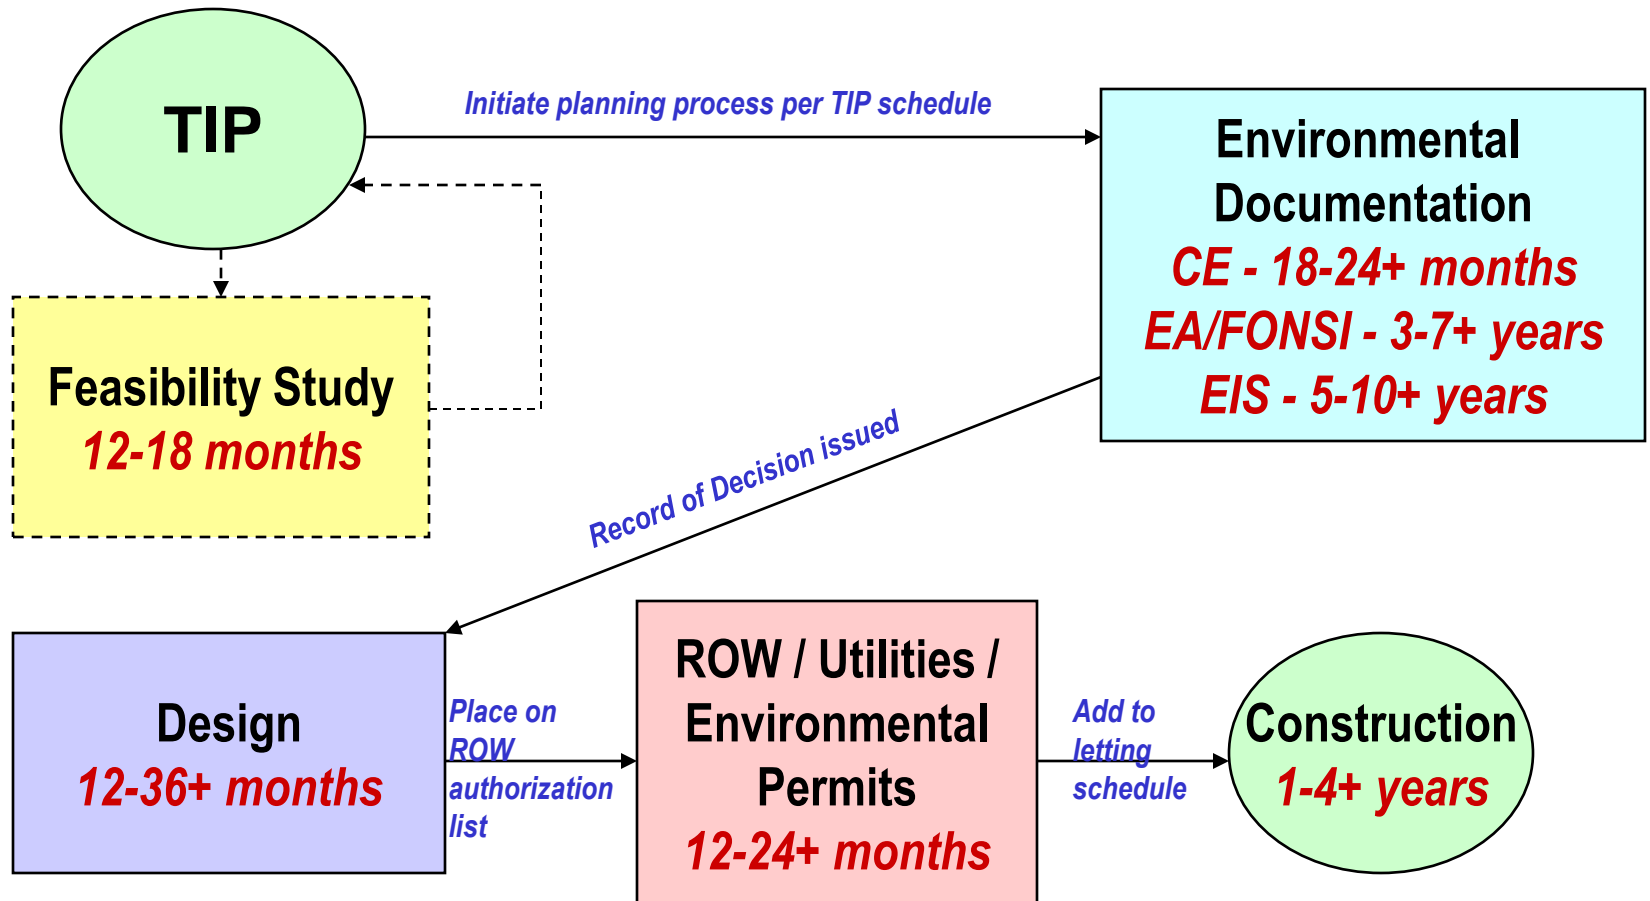 TIP
Initiate planning process per TIP schedule
Environmental
Documentation
CE - 18-24+ months
EA/FONSI - 3-7+ years
EIS - 5-10+ years
Feasibility Study
12-18 months
Record of Decision issued
Design
12-36+ months
Place on
ROW
authorization
list
ROW / Utilities /
Environmental
Permits
12-24+ months
Add to
letting
schedule
Construction
1-4+ years